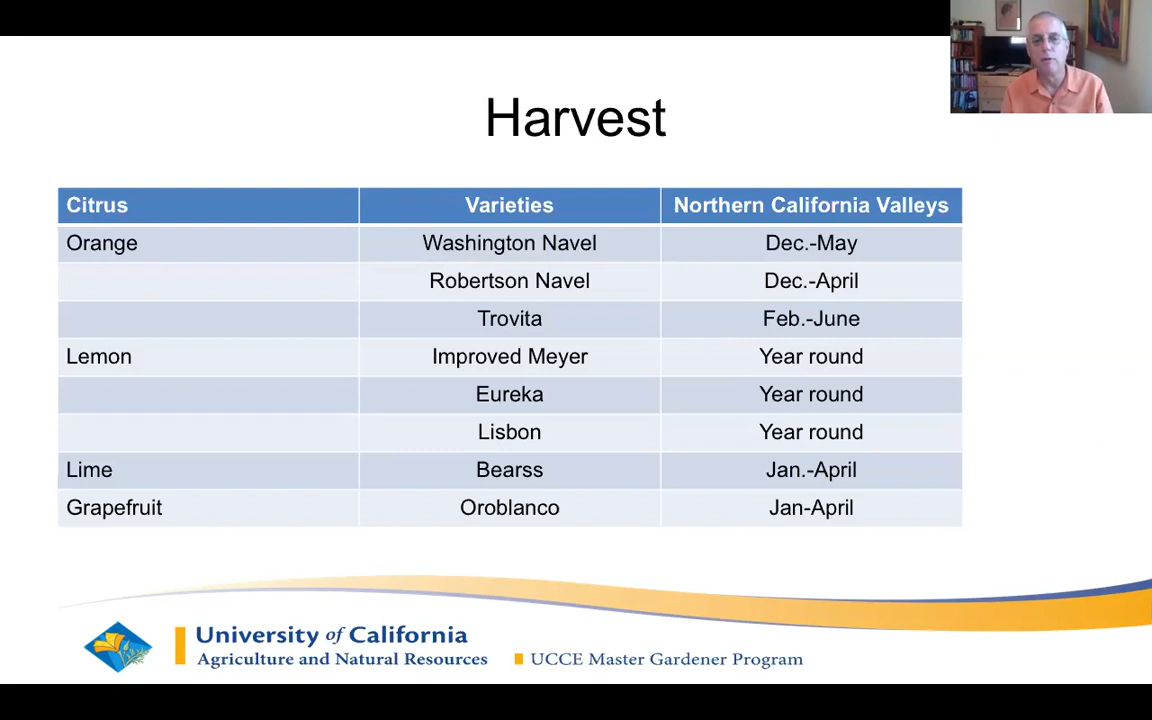 Harvest
Citrus Varieties Northern California Valleys
Orange Washington Navel Dec.-May
Robertson Navel Dec.-April
Trovita Feb.-June
Lemon Improved Meyer Year round
Eureka Year round
Lisbon Year round
Lime Bearss Jan.-April
Grapefruit Oroblanco Jan-April
University of California
Agriculture and Natural Resources UCCE Master Gardener Program